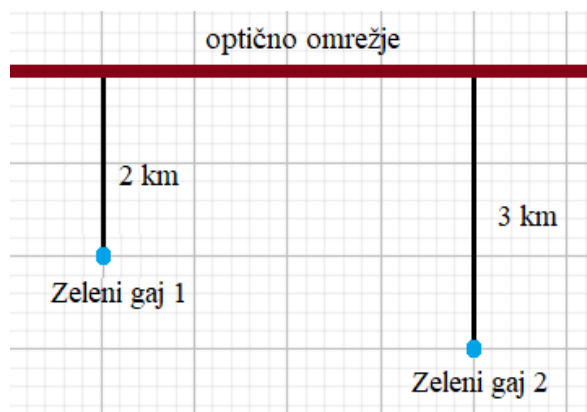 optično omrežje
2 km
3 km
Zeleni gaj 1
Zeleni gaj 2